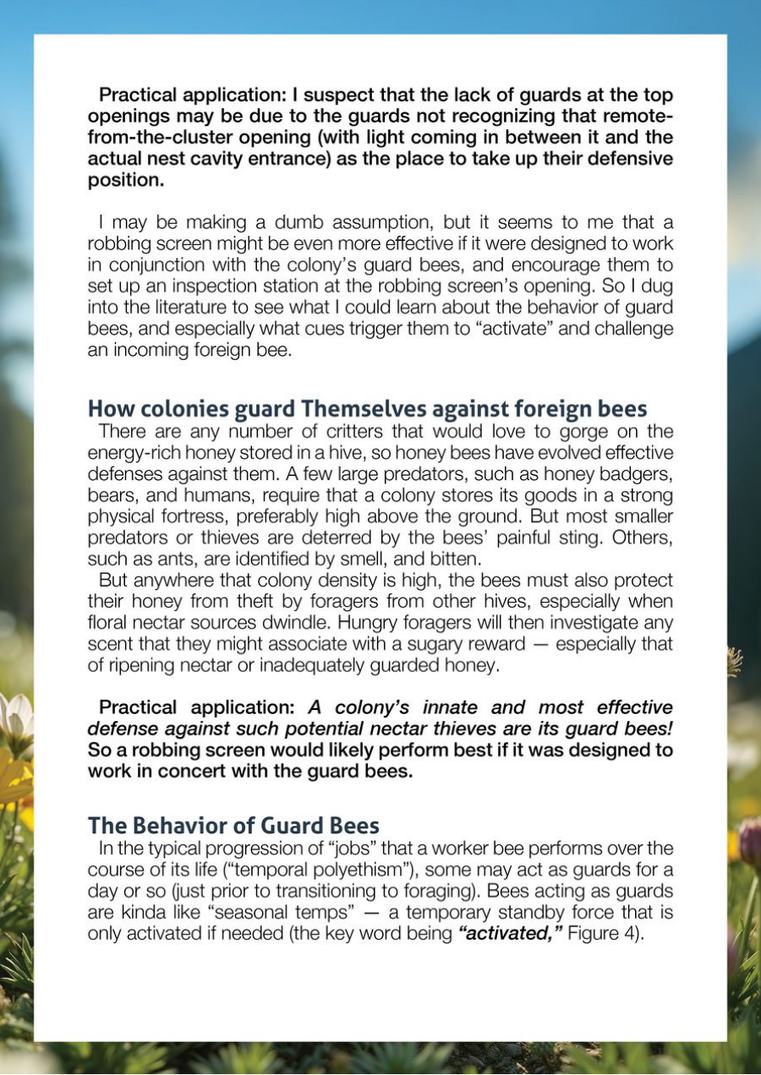 Practical application: I suspect that the lack of guards at the top
openings may be due to the guards not recognizing that remote-
from-the-cluster opening (with light coming in between it and the
actual nest cavity entrance) as the place to take up their defensive
position.
I may be making a dumb assumption, but it seems to me that a
robbing screen might be even more effective if it were designed to work
in conjunction with the colony’s guard bees, and encourage them to
set up an inspection station at the robbing screen’s opening. So I dug
into the literature to see what I could learn about the behavior of guard
bees, and especially what cues trigger them to “activate” and challenge
an incoming foreign bee.
How colonies guard Themselves against foreign bees
There are any number of critters that would love to gorge on the
energy-rich honey stored in a hive, so honey bees have evolved effective
defenses against them. A few large predators, such as honey badgers,
bears, and humans, require that a colony stores its goods in a strong
physical fortress, preferably high above the ground. But most smaller
predators or thieves are deterred by the bees’ painful sting. Others,
such as ants, are identified by smell, and bitten.
But anywhere that colony density is high, the bees must also protect
their honey from theft by foragers from other hives, especially when
floral nectar sources dwindle. Hungry foragers will then investigate any
scent that they might associate with a sugary reward — especially that
of ripening nectar or inadequately guarded honey.
Practical application: A colony’s innate and most effective
defense against such potential nectar thieves are its guard bees!
So a robbing screen would likely perform best if it was designed to
work in concert with the guard bees.
The Behavior of Guard Bees
In the typical progression of “jobs” that a worker bee performs over the
course of its life (“temporal polyethism”), some may act as guards for a
day or so (just prior to transitioning to foraging). Bees acting as guards
are kinda like “seasonal temps” — a temporary standby force that is
only activated if needed (the key word being “activated,” Figure 4).